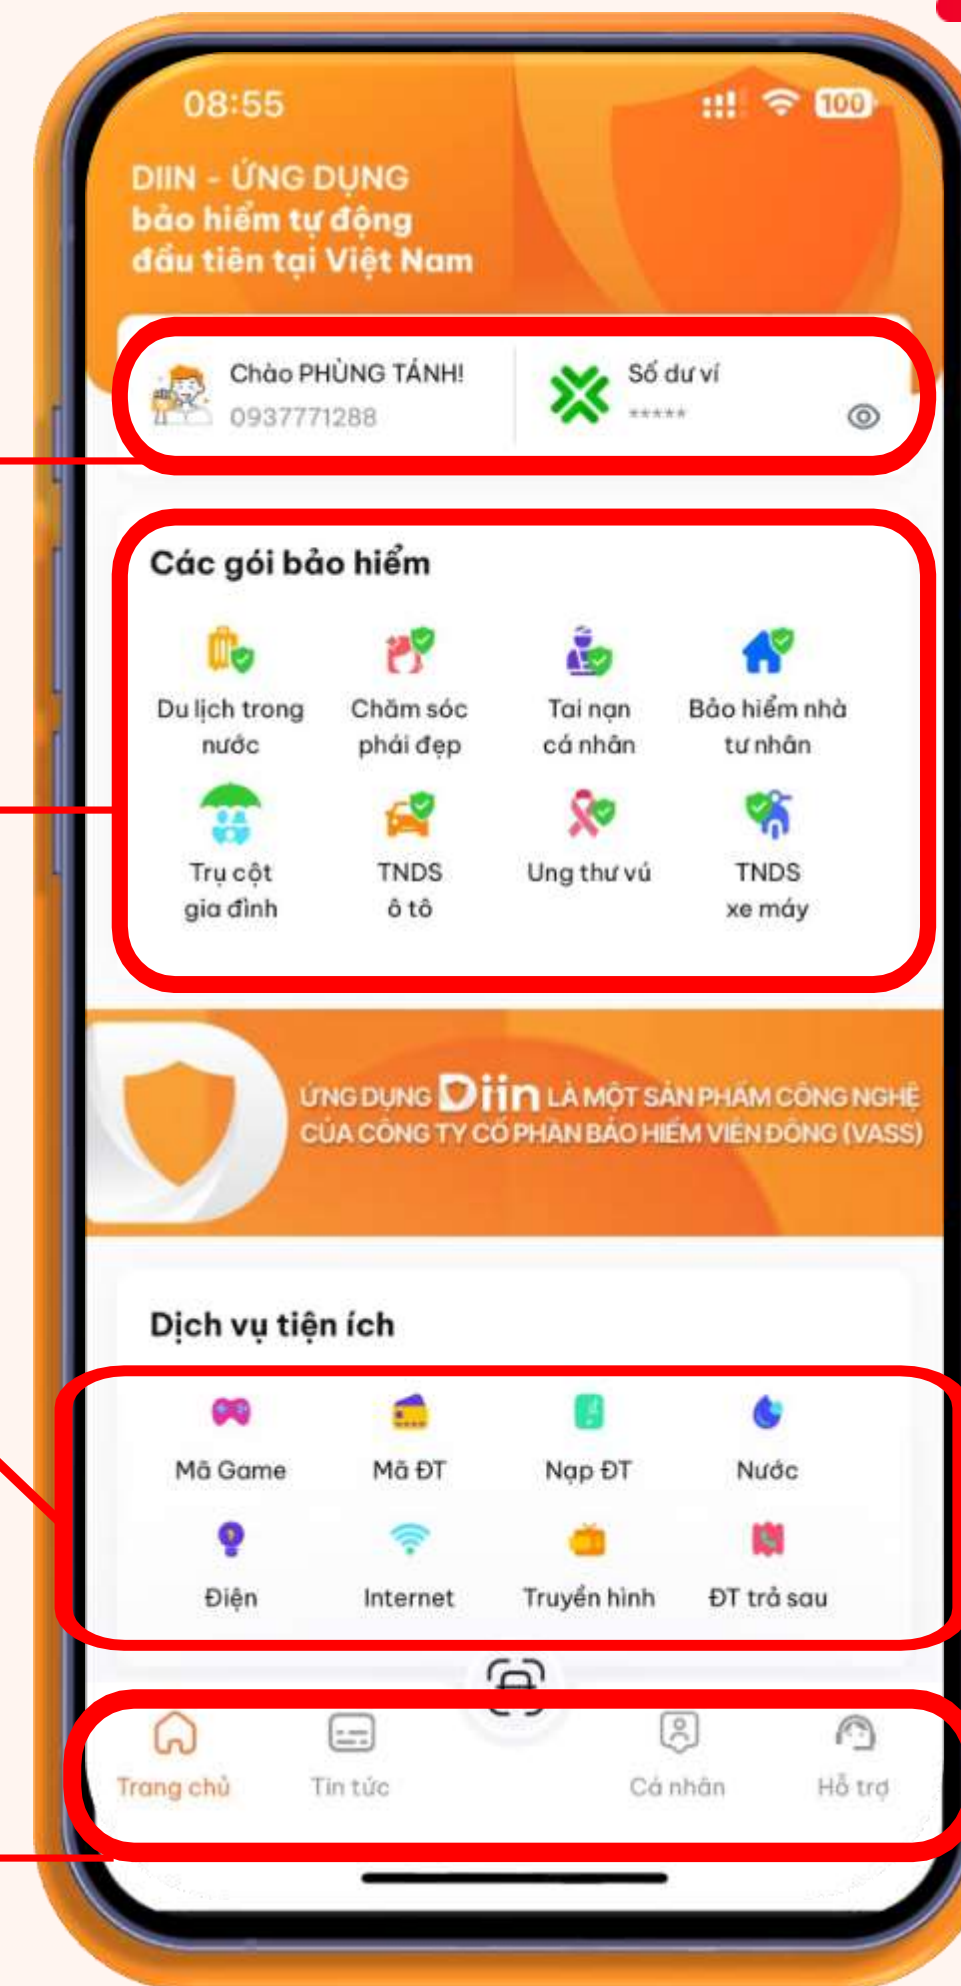 08:55
100
DIIN - ỨNG DỤNG
bảo hiểm tự động
đầu tiên tại Việt Nam
Chào PHÙNG TÁNH!
0937771288
Số dư ví
*****
Các gói bảo hiểm
Du lịch trong
nước
Chăm sóc
phái đẹp
Tai nạn
cá nhân
Bảo hiểm nhà
tư nhân
Trụ cột
gia đình
TNDS
ô tô
Ung thư vú
TNDS
xe máy
ỨNG DỤNG Diin LÀ MỘT SẢN PHẨM CÔNG NGHỆ
CỦA CÔNG TY CỔ PHẦN BẢO HIỂM VIỄN ĐÔNG (VASS)
Dịch vụ tiện ích
Mã Game
Mã ĐT
Nạp ĐT
Nước
Điện
Internet
Truyền hình
ĐT trả sau
Trang chủ
Tin tức
Cá nhân
Hỗ trợ